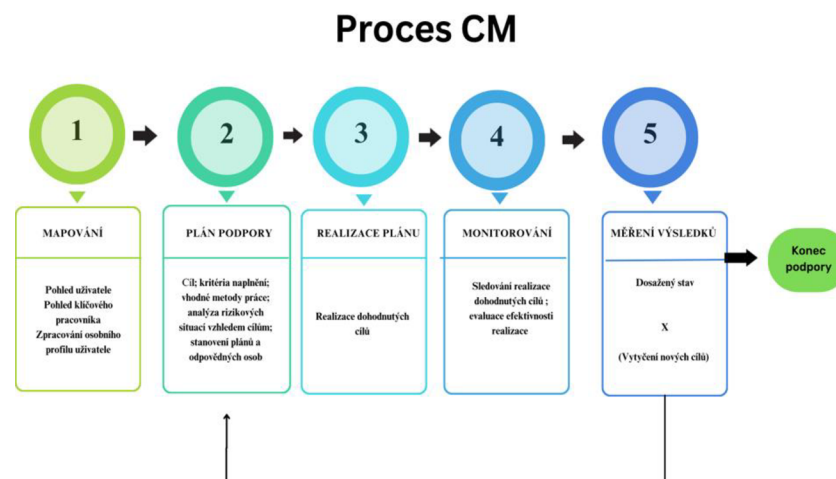 Proces CM
1
2
3
4
5
MAPOVÁNÍ
Pohled uživatele
Pohled klíčového
pracovníka
Zpracování osobního
profilu uživatele
PLÁN PODPORY
Cíl; kritéria naplnění;
vhodné metody práce;
analýza rizikových
situací vzhledem cílům;
stanovení plánů a
odpovědných osob
REALIZACE PLÁNU
Realizace dohodnutých
cílů
MONITOROVÁNÍ
Sledování realizace
dohodnutých cílů ;
evaluace efektivnosti
realizace
MĚŘENÍ VÝSLEDKŮ
Dosažený stav
X
(Vytyčení nových cílů)
Konec
podpory